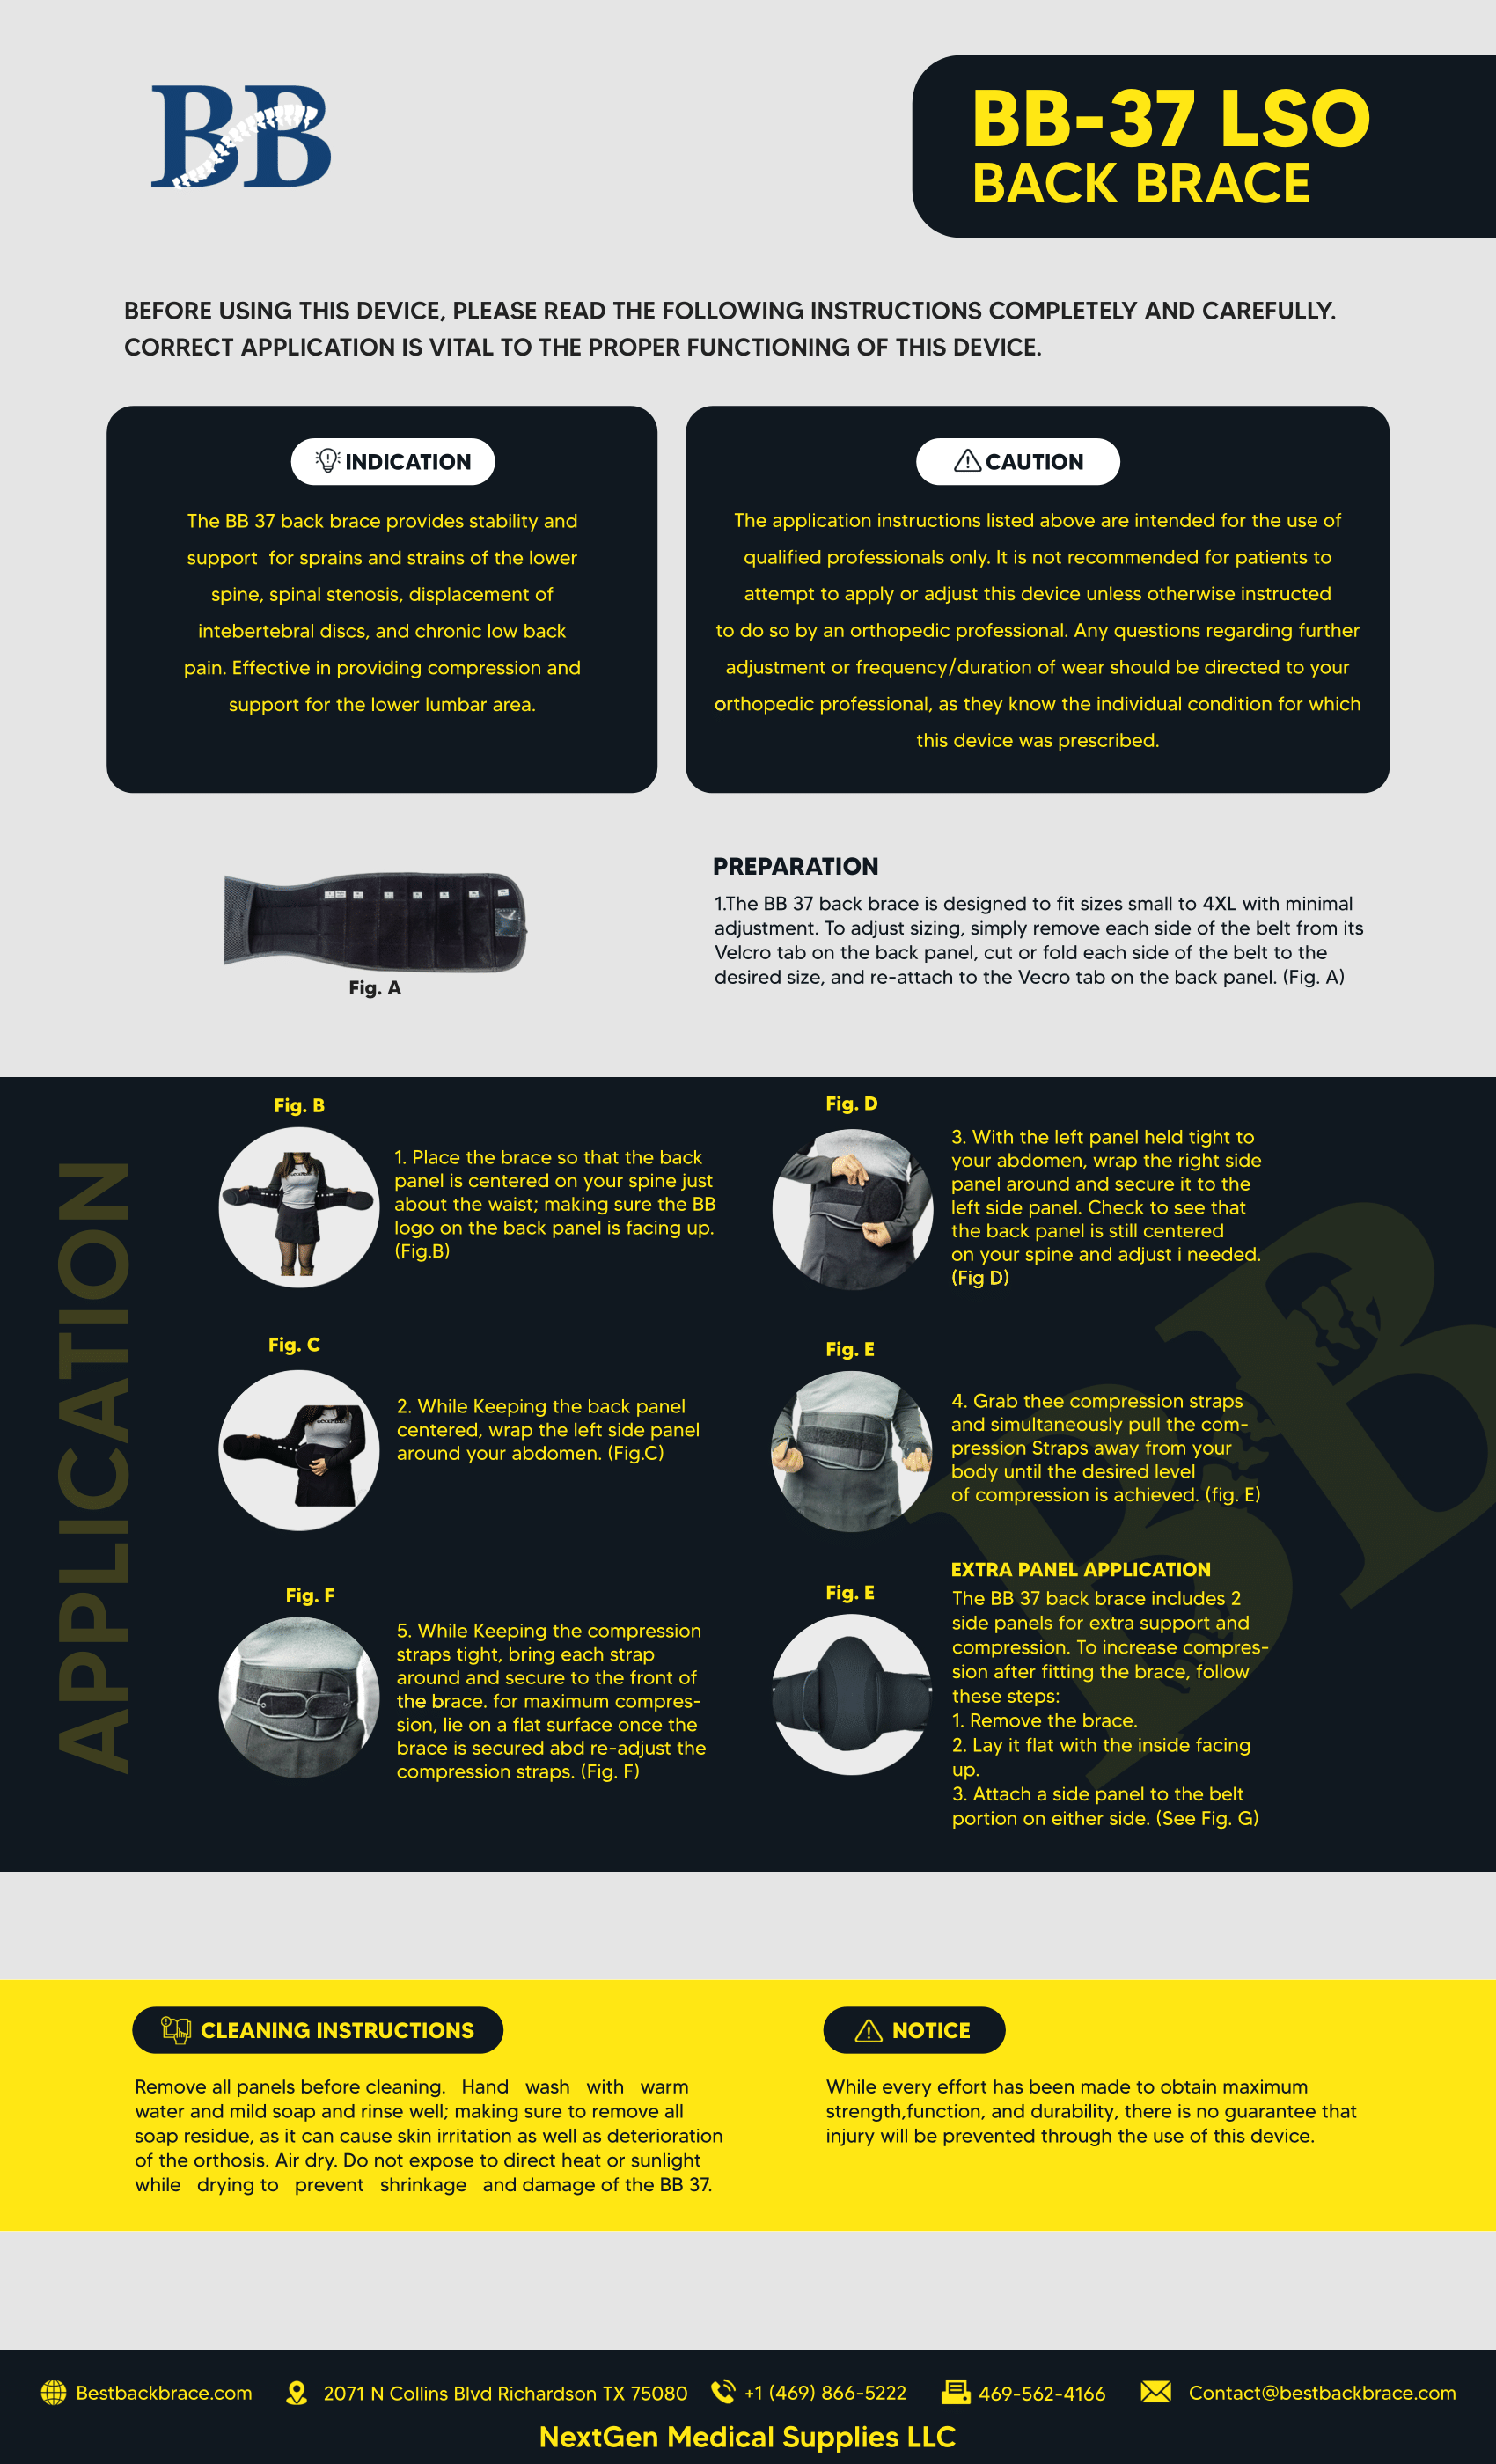 BB
BB-37 LSO
BACK BRACE
BEFORE USING THIS DEVICE, PLEASE READ THE FOLLOWING INSTRUCTIONS COMPLETELY AND CAREFULLY.
CORRECT APPLICATION IS VITAL TO THE PROPER FUNCTIONING OF THIS DEVICE.
INDICATION
The BB 37 back brace provides stability and
support for sprains and strains of the lower
spine, spinal stenosis, displacement of
intebertebral discs, and chronic low back
pain. Effective in providing compression and
support for the lower lumbar area.
CAUTION
The application instructions listed above are intended for the use of
qualified professionals only. It is not recommended for patients to
attempt to apply or adjust this device unless otherwise instructed
to do so by an orthopedic professional. Any questions regarding further
adjustment or frequency/duration of wear should be directed to your
orthopedic professional, as they know the individual condition for which
this device was prescribed.
Fig. A
PREPARATION
1.The BB 37 back brace is designed to fit sizes small to 4XL with minimal
adjustment. To adjust sizing, simply remove each side of the belt from its
Velcro tab on the back panel, cut or fold each side of the belt to the
desired size, and re-attach to the Vecro tab on the back panel. (Fig. A)
APPLICATION
Fig. B
1. Place the brace so that the back
panel is centered on your spine just
about the waist; making sure the BB
logo on the back panel is facing up.
(Fig.B)
Fig. C
2. While Keeping the back panel
centered, wrap the left side panel
around your abdomen. (Fig.C)
Fig. D
3. With the left panel held tight to
your abdomen, wrap the right side
panel around and secure it to the
left side panel. Check to see that
the back panel is still centered
on your spine and adjust i needed.
(Fig D)
Fig. E
4. Grab thee compression straps
and simultaneously pull the com-
pression Straps away from your
body until the desired level
of compression is achieved. (fig. E)
Fig. F
5. While Keeping the compression
straps tight, bring each strap
around and secure to the front of
the brace. for maximum compres-
sion, lie on a flat surface once the
brace is secured abd re-adjust the
compression straps. (Fig. F)
Fig. E
EXTRA PANEL APPLICATION
The BB 37 back brace includes 2
side panels for extra support and
compression. To increase compres-
sion after fitting the brace, follow
these steps:
1. Remove the brace.
2. Lay it flat with the inside facing
up.
3. Attach a side panel to the belt
portion on either side. (See Fig. G)
BB
CLEANING INSTRUCTIONS
Remove all panels before cleaning. Hand wash with warm
water and mild soap and rinse well; making sure to remove all
soap residue, as it can cause skin irritation as well as deterioration
of the orthosis. Air dry. Do not expose to direct heat or sunlight
while drying to prevent shrinkage and damage of the BB 37.
NOTICE
While every effort has been made to obtain maximum
strength,function, and durability, there is no guarantee that
injury will be prevented through the use of this device.
Bestbackbrace.com
2071 N Collins Blvd Richardson TX 75080
+1 (469) 866-5222
469-562-4166
Contact@bestbackbrace.com
NextGen Medical Supplies LLC